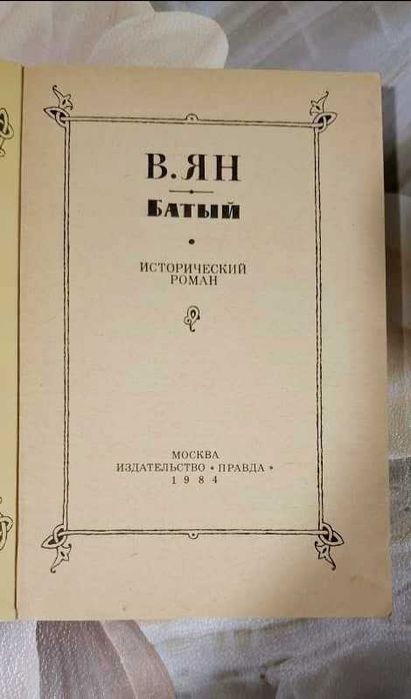 В. ЯН
БАТЫЙ
ИСТОРИЧЕСКИЙ
РОМАН
МОСКВА
ИЗДАТЕЛЬСТВО «ПРАВДА»
1984